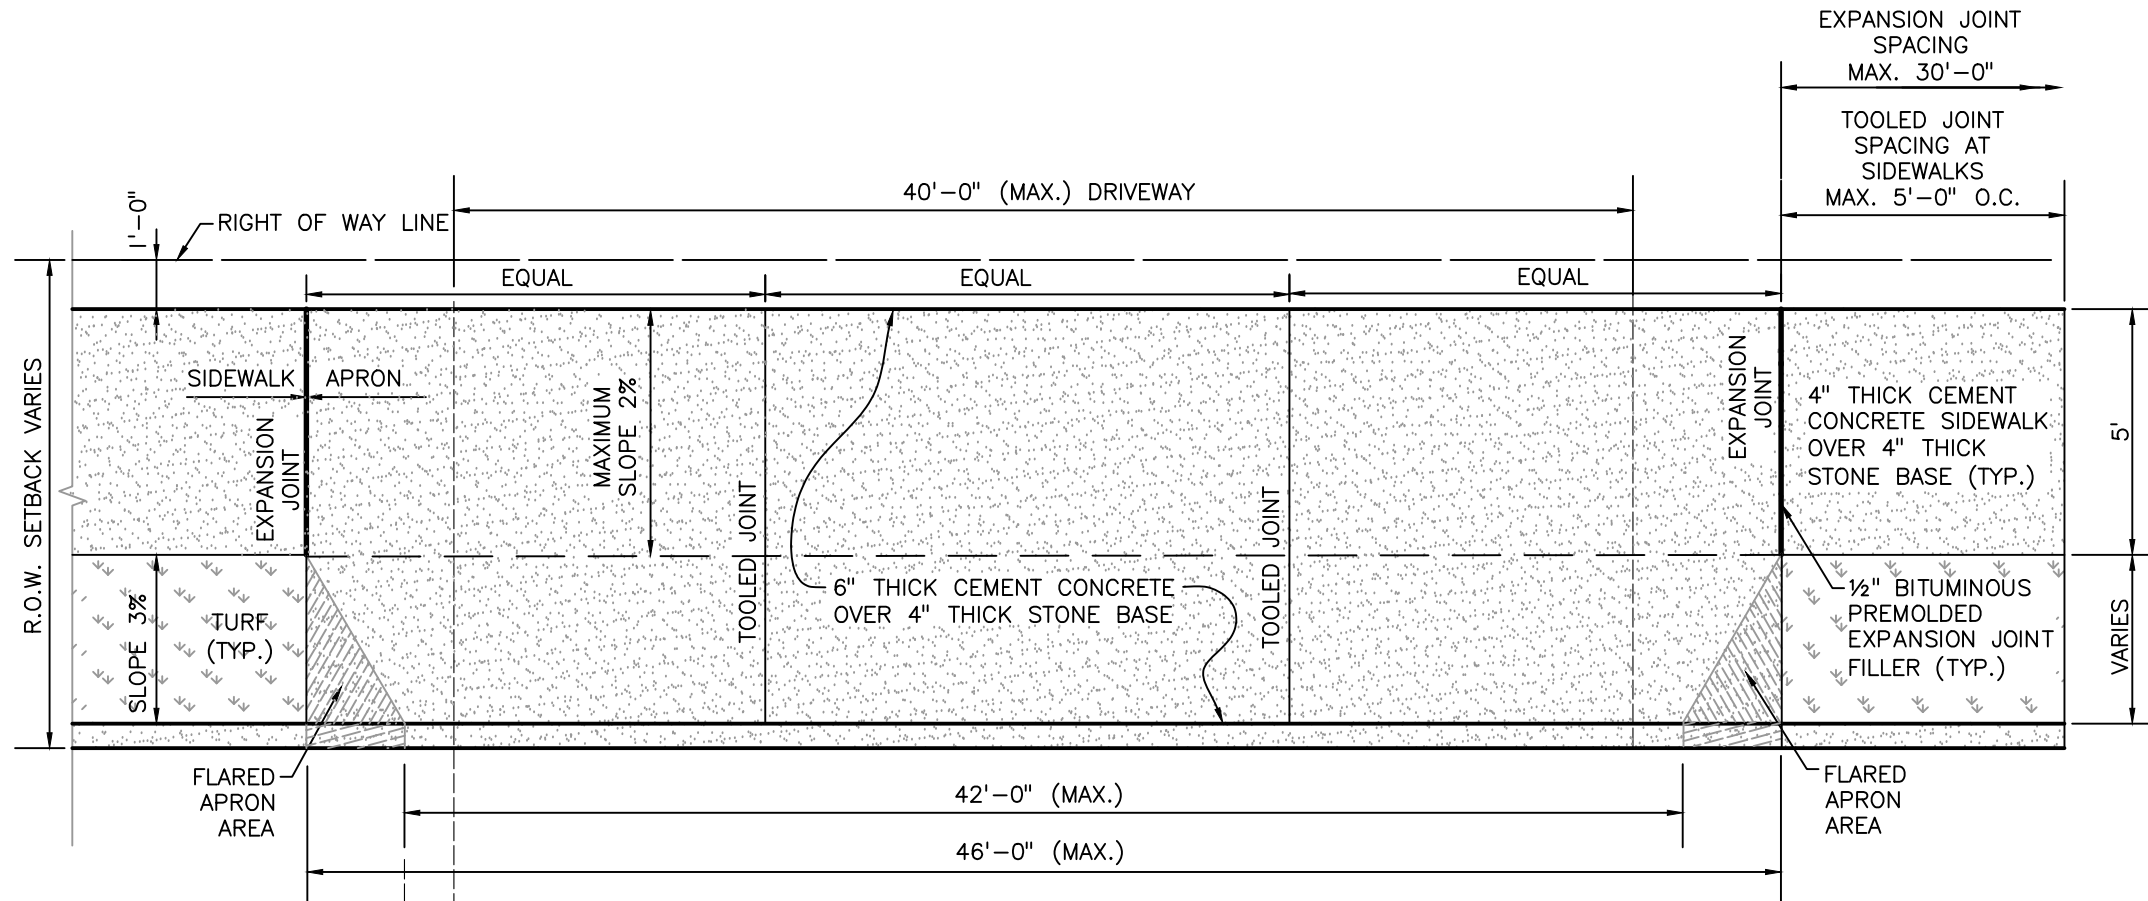 EXPANSION JOINT
SPACING
MAX. 30'-0"
TOOLED JOINT
SPACING AT
SIDEWALKS
MAX. 5'-0" O.C.
40'-0" (MAX.) DRIVEWAY
1'-0"
RIGHT OF WAY LINE
EQUAL
EQUAL
EQUAL
R.O.W. SETBACK VARIES
SIDEWALK
APRON
EXPANSION
JOINT
MAXIMUM
SLOPE 2%
TOOLED JOINT
TOOLED JOINT
EXPANSION
JOINT
4" THICK CEMENT
CONCRETE SIDEWALK
OVER 4" THICK
STONE BASE (TYP.)
5'
SLOPE 3%
TURF
(TYP.)
6" THICK CEMENT CONCRETE
OVER 4" THICK STONE BASE
½" BITUMINOUS
PREMOLDED
EXPANSION JOINT
FILLER (TYP.)
VARIES
FLARED
APRON
AREA
42'-0" (MAX.)
46'-0" (MAX.)
FLARED
APRON
AREA